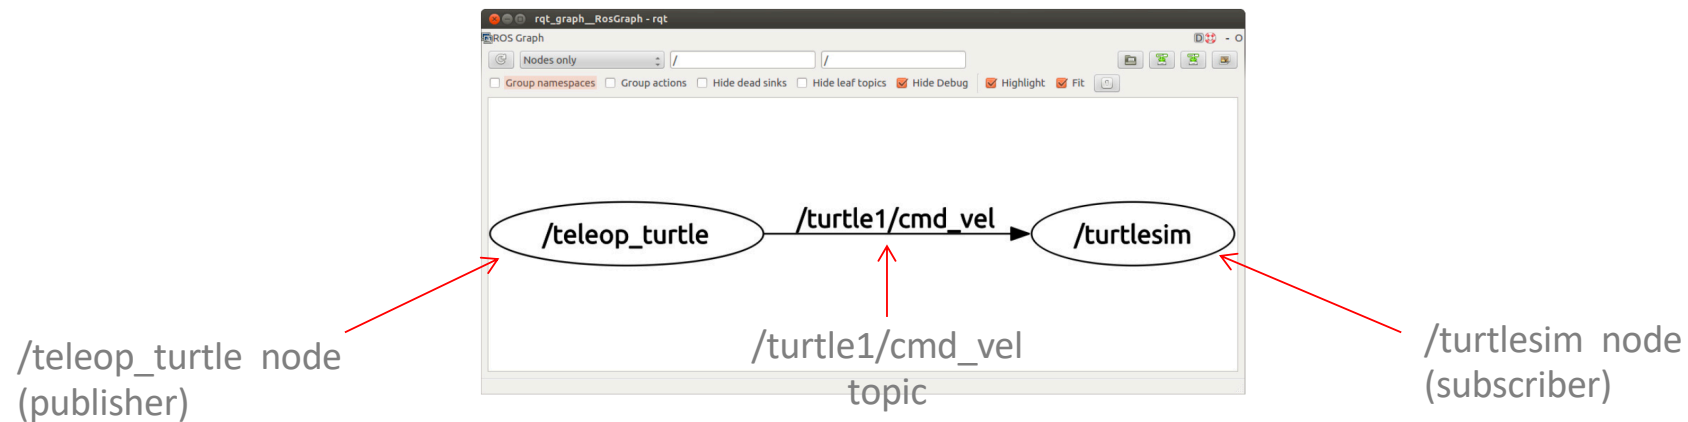 rqt_graph__RosGraph - rqt
ROS Graph
D - O
Nodes only / /
Group namespaces Group actions Hide dead sinks Hide leaf topics Hide Debug Highlight Fit
/teleop_turtle /turtle1/cmd_vel /turtlesim
/teleop_turtle node
(publisher)
/turtle1/cmd_vel
topic
/turtlesim node
(subscriber)